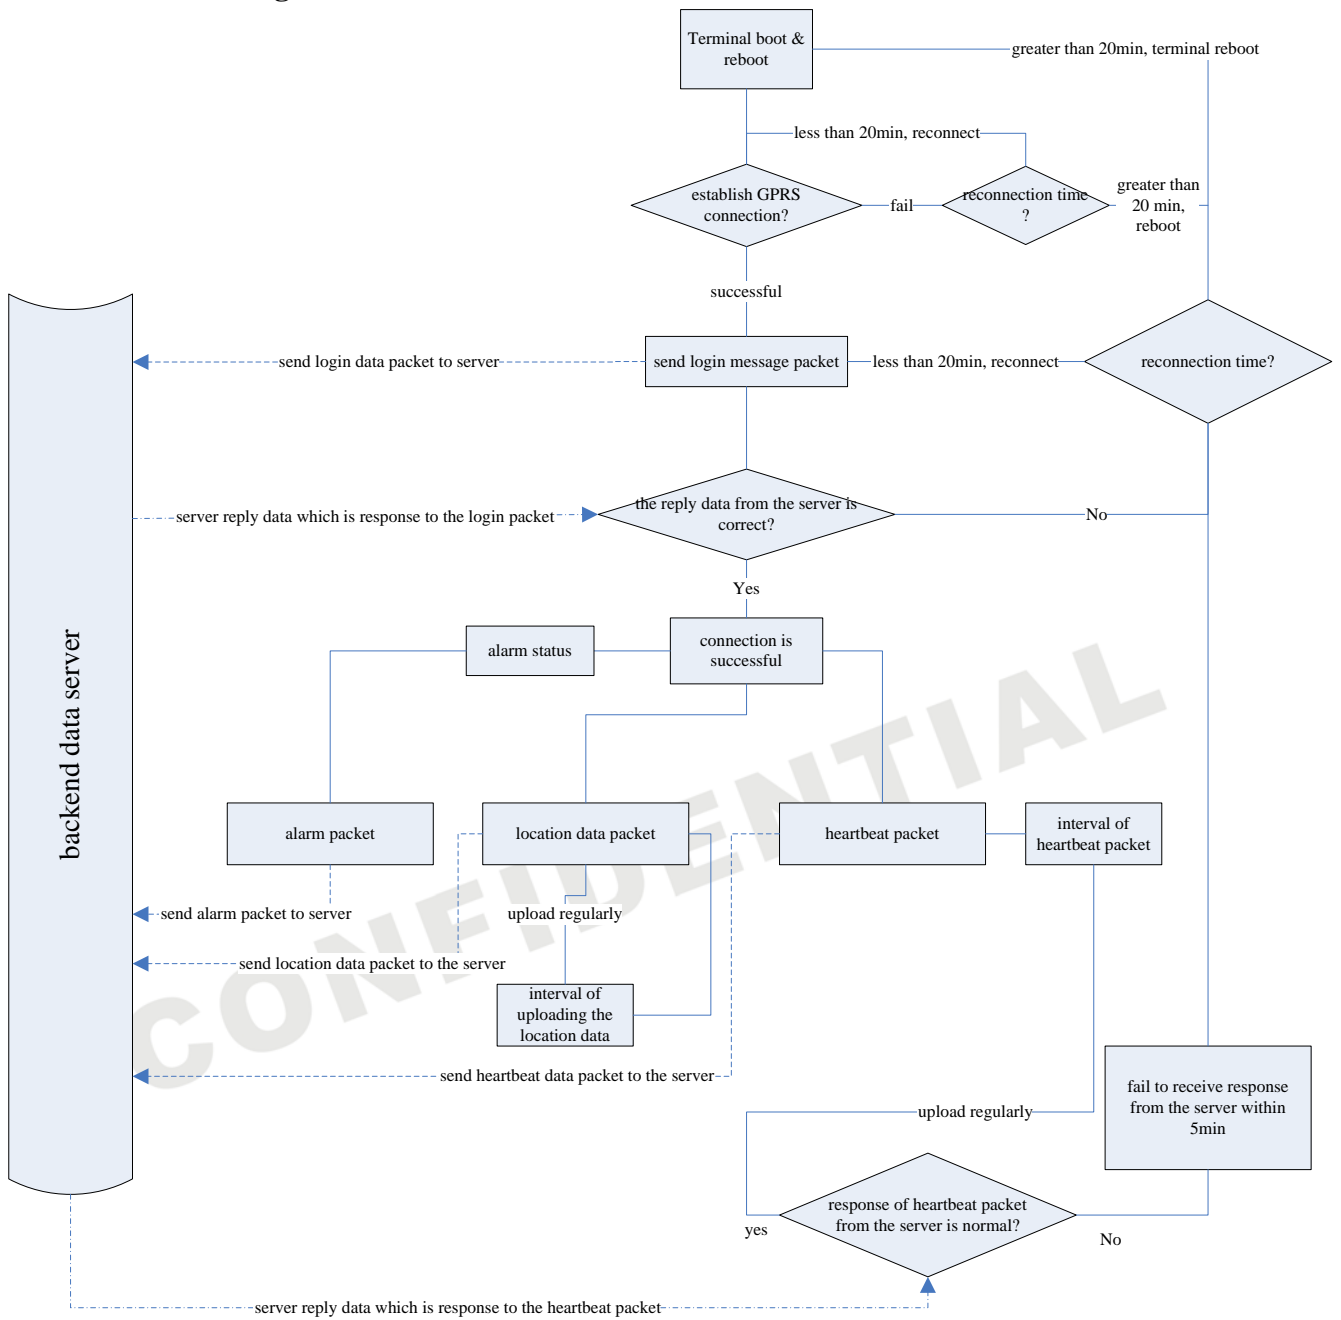 Terminal boot &
reboot
greater than 20min, terminal reboot
less than 20min, reconnect
establish GPRS
connection?
fail
reconnection time
?
greater than
20 min,
reboot
successful
send login data packet to server
send login message packet
less than 20min, reconnect
reconnection time?
server reply data which is response to the login packet
the reply data from the server is
correct?
No
Yes
alarm status
connection is
successful
backend data server
alarm packet
location data packet
heartbeat packet
interval of
heartbeat packet
send alarm packet to server
upload regularly
send location data packet to the server
interval of
uploading the
location data
send heartbeat data packet to the server
upload regularly
fail to receive response
from the server within
5min
response of heartbeat packet
from the server is normal?
yes
No
server reply data which is response to the heartbeat packet
CONFIDENTIAL